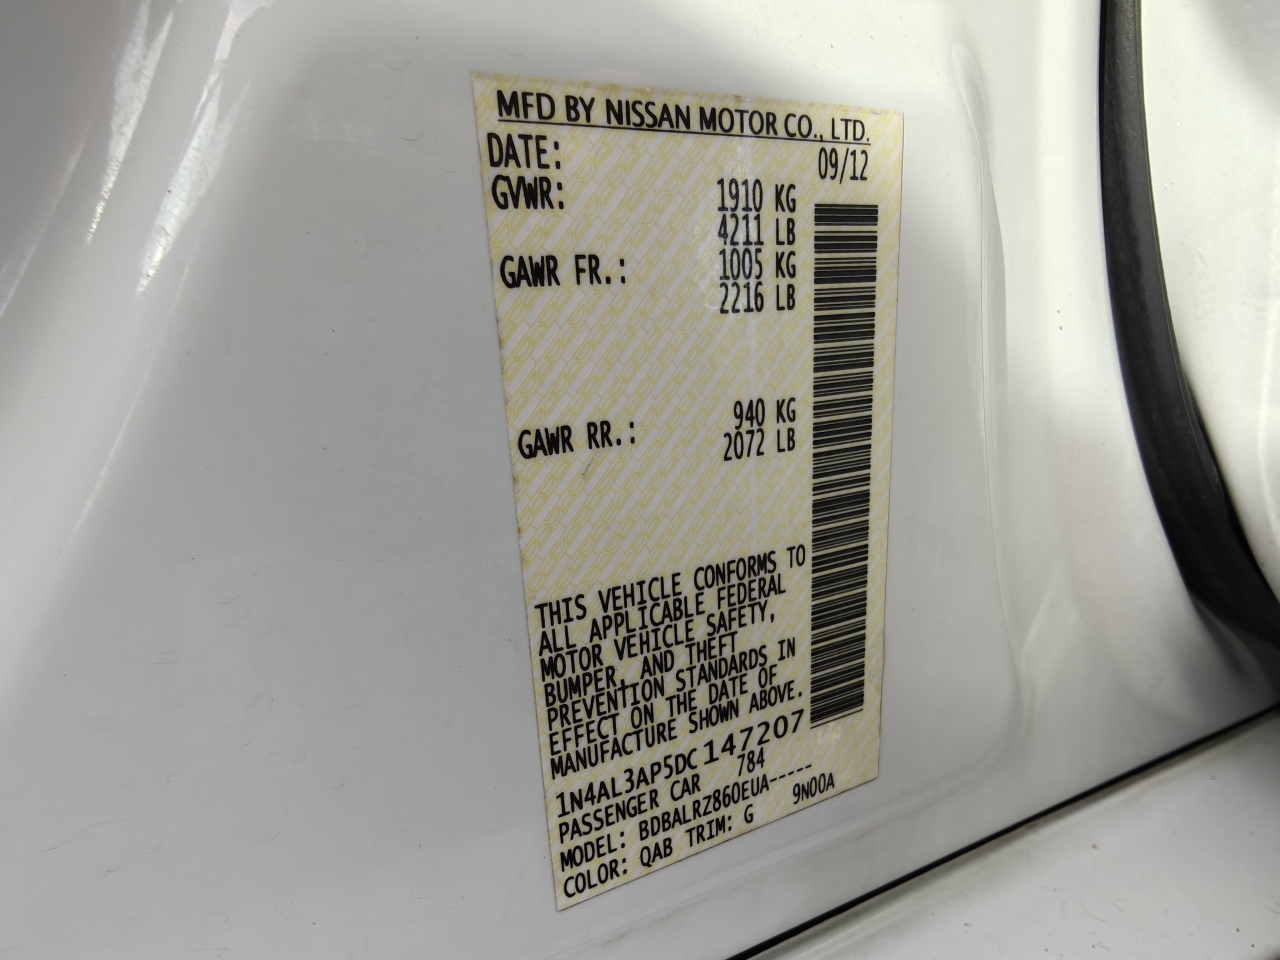 MFD BY NISSAN MOTOR CO., LTD.
DATE: 09/12
GVWR: 1910 KG
4211 LB
GAWR FR.: 1005 KG
2216 LB
GAWR RR.: 940 KG
2072 LB
THIS VEHICLE CONFORMS TO
ALL APPLICABLE FEDERAL
MOTOR VEHICLE SAFETY,
BUMPER, AND THEFT
PREVENTION STANDARDS IN
EFFECT ON THE DATE OF
MANUFACTURE SHOWN ABOVE.
1N4AL3AP5DC147207
PASSENGER CAR 784
MODEL: BDBALRZ860EUA-----
COLOR: QAB TRIM: G 9N00A